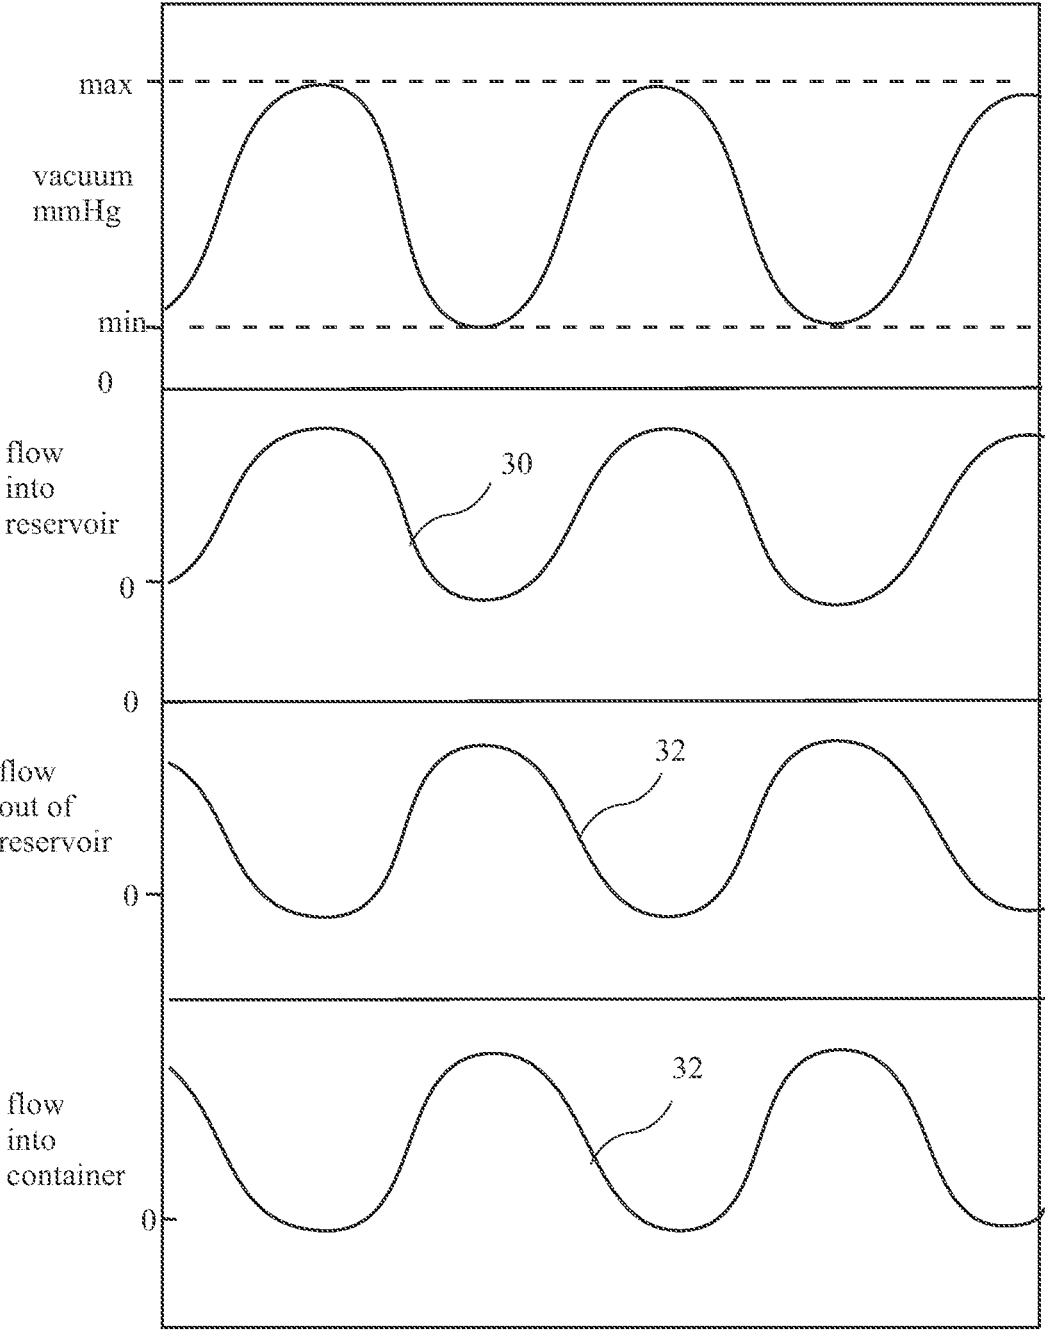 max
vacuum
mmHg
min
0
flow
into
reservoir
30
0
0
flow
out of
reservoir
32
0
flow
into
container
32
0